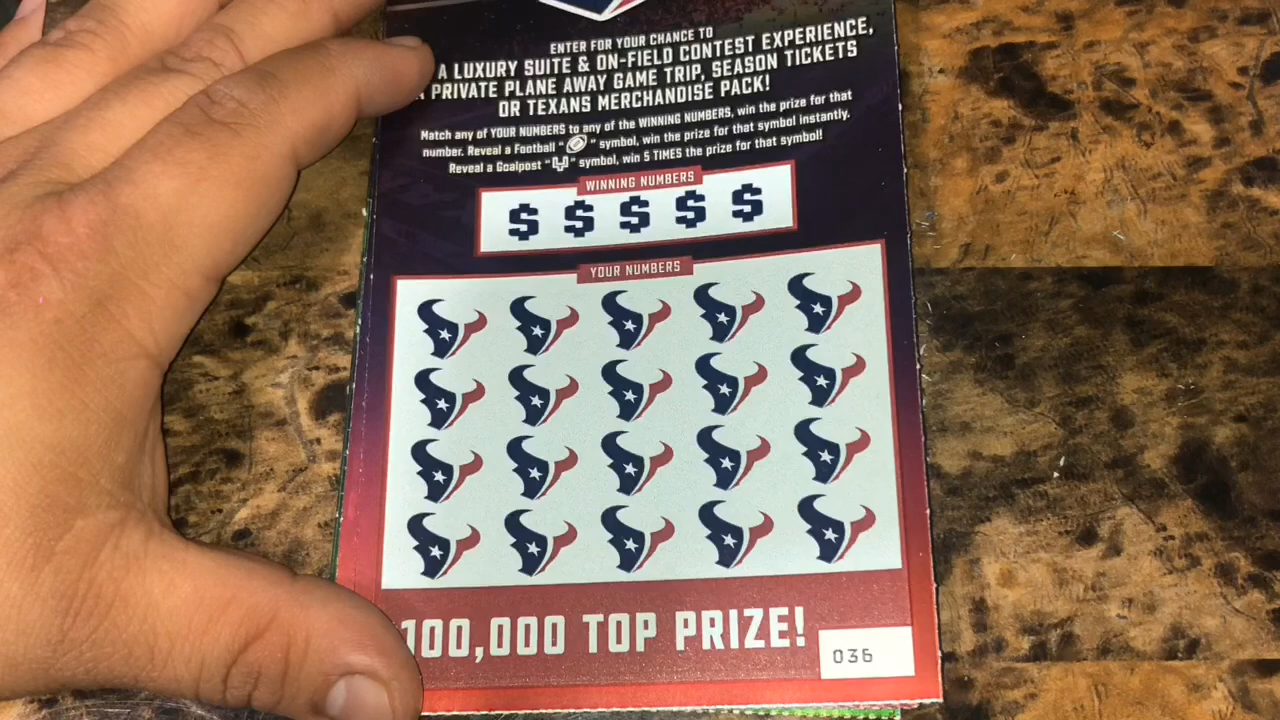 ENTER FOR YOUR CHANCE TO
A LUXURY SUITE & ON-FIELD CONTEST EXPERIENCE,
PRIVATE PLANE AWAY GAME TRIP, SEASON TICKETS
OR TEXANS MERCHANDISE PACK!
Match any of YOUR NUMBERS to any of the WINNING NUMBERS, win the prize for that
number. Reveal a Football " " symbol, win the prize for that symbol instantly.
Reveal a Goalpost " " symbol, win 5 TIMES the prize for that symbol!
WINNING NUMBERS
$ $ $ $ $
YOUR NUMBERS
100,000 TOP PRIZE!
036